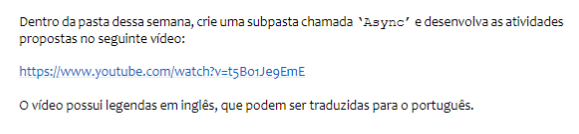 Dentro da pasta dessa semana, crie uma subpasta chamada 'Async' e desenvolva as atividades
propostas no seguinte vídeo:
https://www.youtube.com/watch?v=t5Bo1Je9EmE
O vídeo possui legendas em inglês, que podem ser traduzidas para o português.